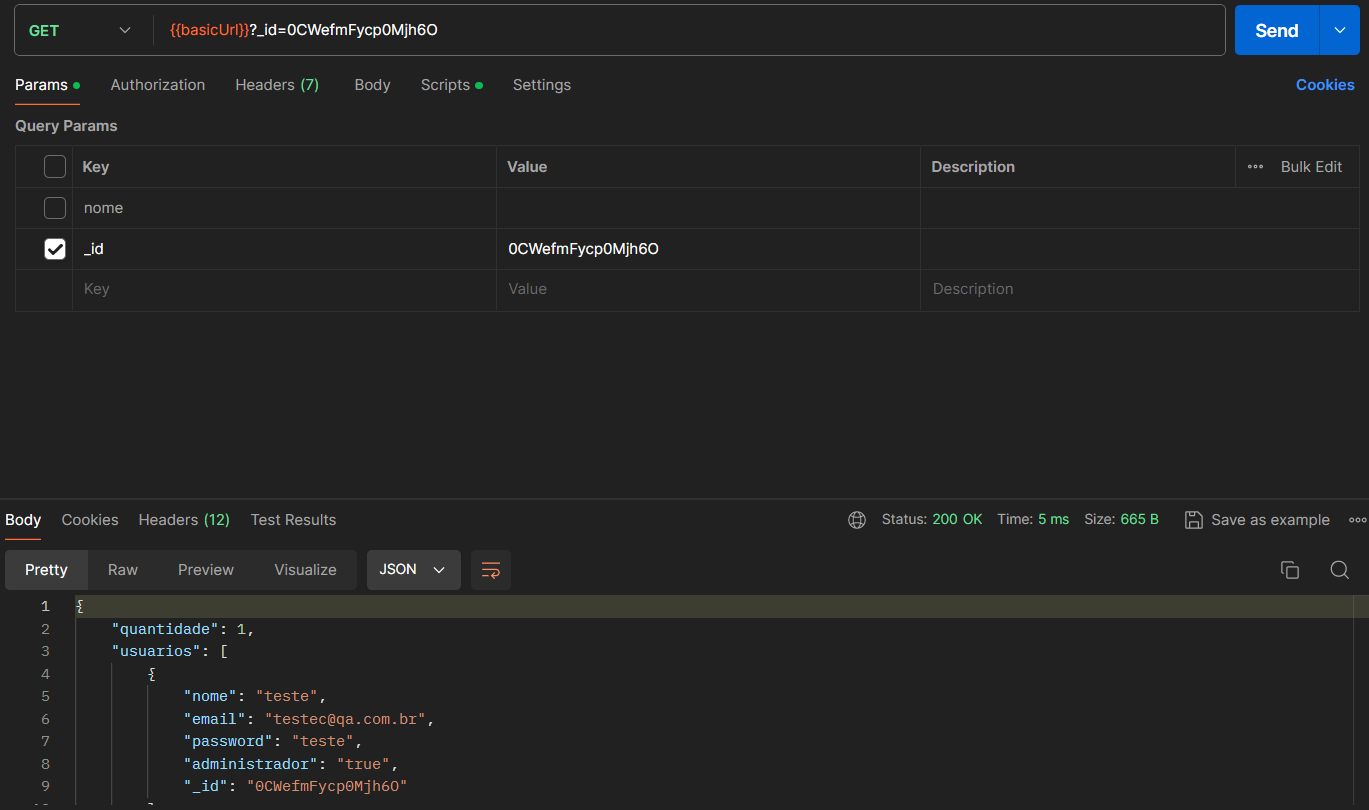 GET {{basicUrl}}?_id=0CWefmFycp0Mjh6O Send
Params Authorization Headers (7) Body Scripts Settings Cookies
Query Params
Key Value Description Bulk Edit
nome
_id 0CWefmFycp0Mjh6O
Key Value Description
Body Cookies Headers (12) Test Results Status: 200 OK Time: 5 ms Size: 665 B Save as example
Pretty Raw Preview Visualize JSON
1 {
2 "quantidade": 1,
3 "usuarios": [
4 {
5 "nome": "teste",
6 "email": "testec@qa.com.br",
7 "password": "teste",
8 "administrador": "true",
9 "_id": "0CWefmFycp0Mjh6O"